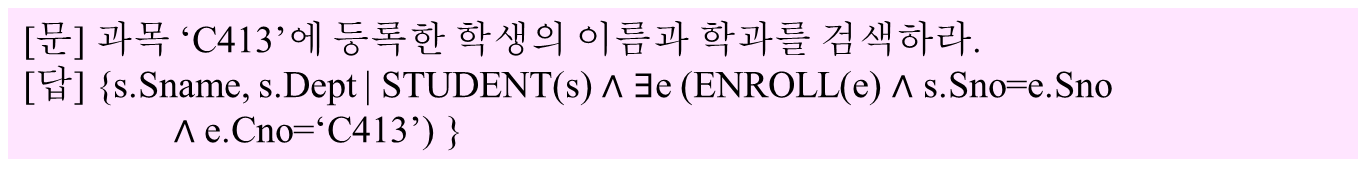 [문] 과목 ‘C413’에 등록한 학생의 이름과 학과를 검색하라.
[답] {s.Sname, s.Dept | STUDENT(s) ∧ ∃e (ENROLL(e) ∧ s.Sno=e.Sno
∧ e.Cno=‘C413’) }